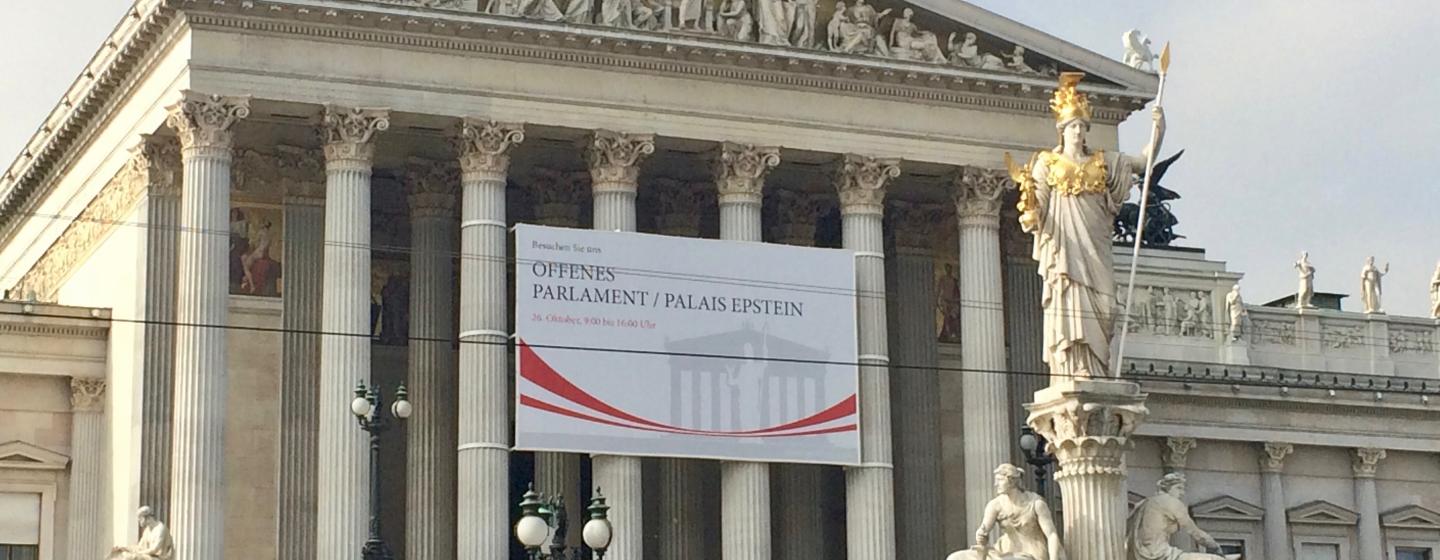 Besuchen Sie uns
OFFENES
PARLAMENT / PALAIS EPSTEIN
26. Oktober, 9:00 bis 16:00 Uhr